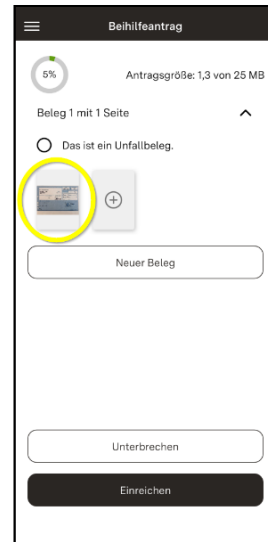 Beihilfeantrag
5%
Antragsgröße: 1,3 von 25 MB
Beleg 1 mit 1 Seite
Das ist ein Unfallbeleg.
Neuer Beleg
Unterbrechen
Einreichen